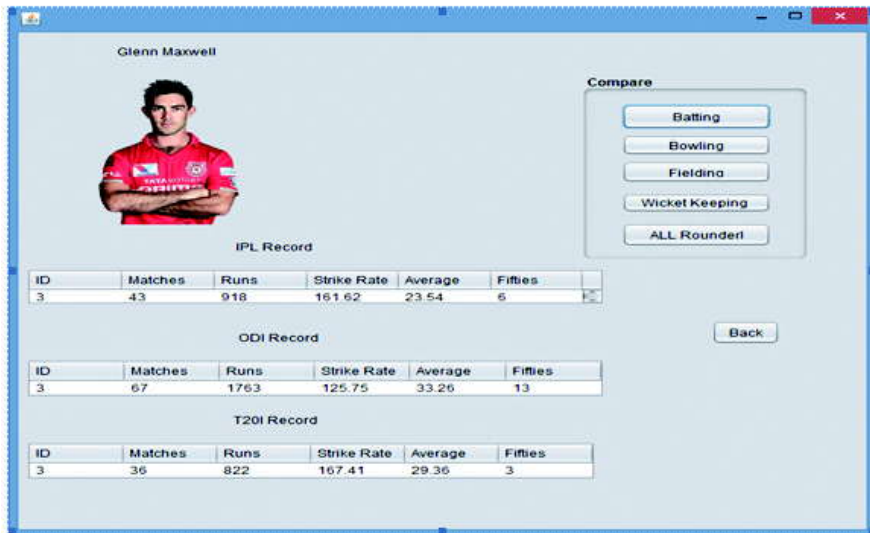 Glenn Maxwell
Compare
Batting
Bowling
Fielding
Wicket Keeping
ALL Rounderl
TATA
IPL Record
ID Matches Runs Strike Rate Average Fifties
3 43 918 161.62 23.54 6
Back
ODI Record
ID Matches Runs Strike Rate Average Fifties
3 67 1763 125.75 33.26 13
T20I Record
ID Matches Runs Strike Rate Average Fifties
3 36 822 167.41 29.36 3